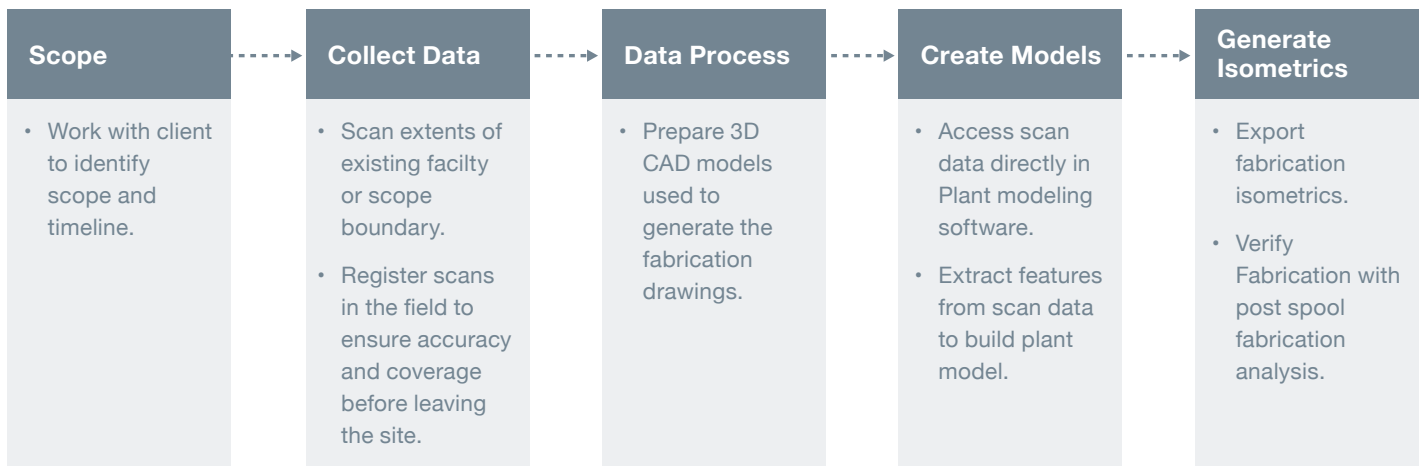 Scope
• Work with client
to identify
scope and
timeline.
Collect Data
• Scan extents of
existing facilty
or scope
boundary.
• Register scans
in the field to
ensure accuracy
and coverage
before leaving
the site.
Data Process
• Prepare 3D
CAD models
used to
generate the
fabrication
drawings.
Create Models
• Access scan
data directly in
Plant modeling
software.
• Extract features
from scan data
to build plant
model.
Generate
Isometrics
• Export
fabrication
isometrics.
• Verify
Fabrication with
post spool
fabrication
analysis.